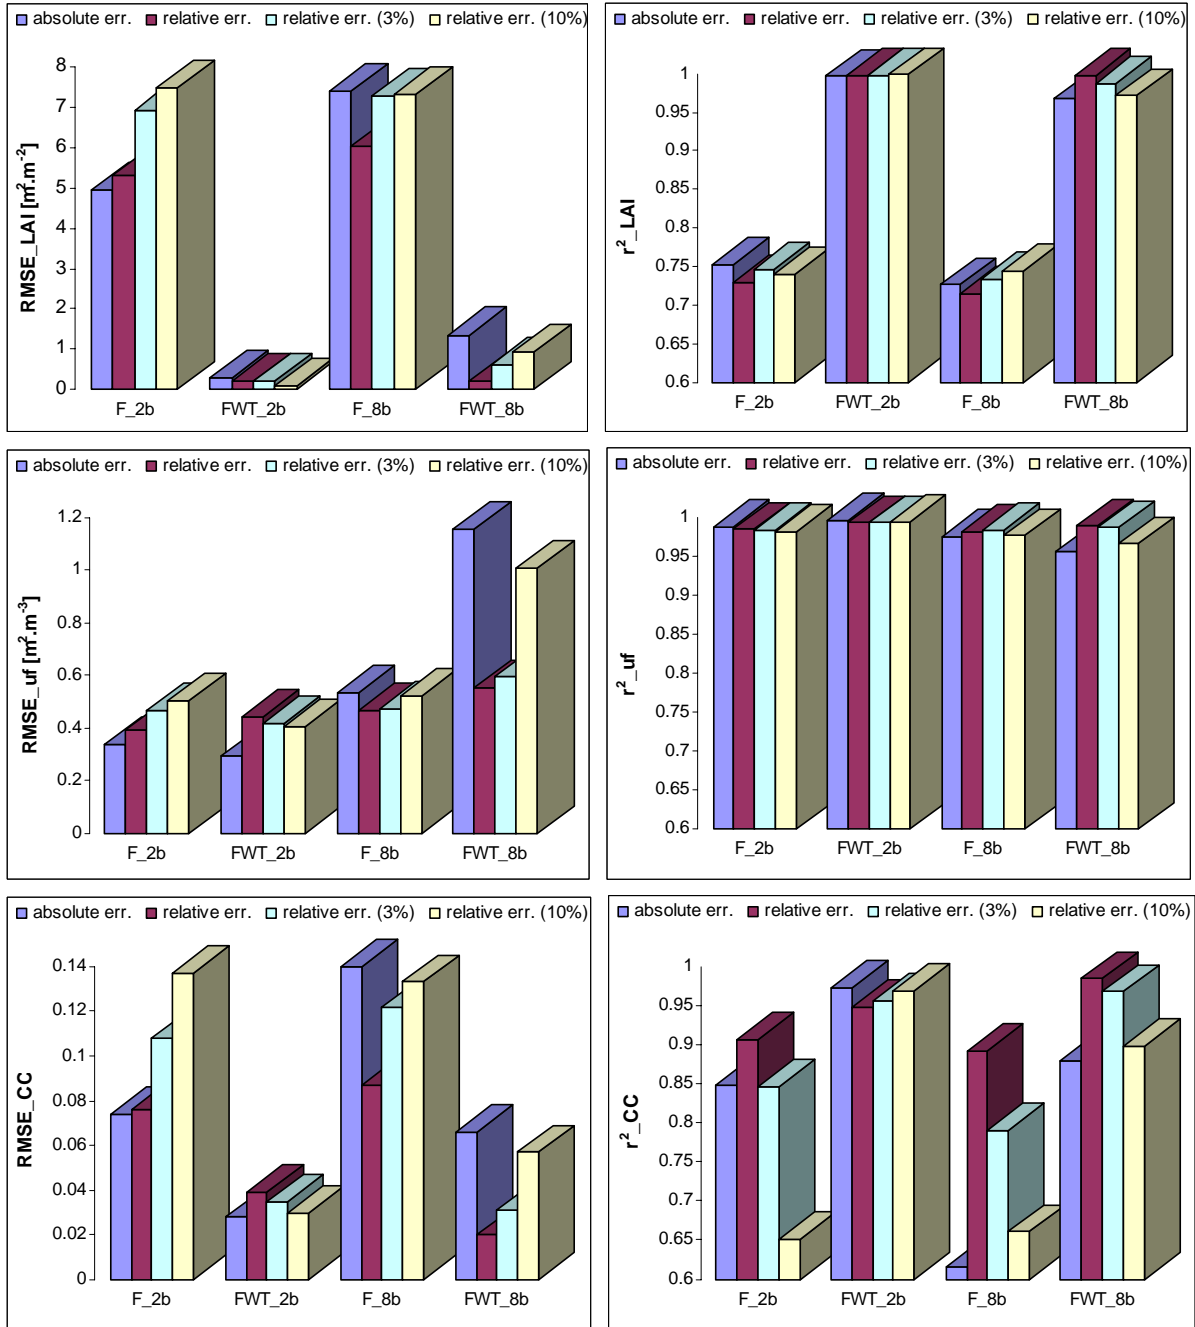 absolute err. relative err. relative err. (3%) relative err. (10%)
RMSE_LAI [m².m⁻²]
8
7
6
5
4
3
2
1
0
F_2b FWT_2b F_8b FWT_8b
absolute err. relative err. relative err. (3%) relative err. (10%)
r²_LAI
1
0.95
0.9
0.85
0.8
0.75
0.7
0.65
0.6
F_2b FWT_2b F_8b FWT_8b
absolute err. relative err. relative err. (3%) relative err. (10%)
RMSE_uf [m².m⁻³]
1.2
1
0.8
0.6
0.4
0.2
0
F_2b FWT_2b F_8b FWT_8b
absolute err. relative err. relative err. (3%) relative err. (10%)
r²_uf
1
0.95
0.9
0.85
0.8
0.75
0.7
0.65
0.6
F_2b FWT_2b F_8b FWT_8b
absolute err. relative err. relative err. (3%) relative err. (10%)
RMSE_CC
0.14
0.12
0.1
0.08
0.06
0.04
0.02
0
F_2b FWT_2b F_8b FWT_8b
absolute err. relative err. relative err. (3%) relative err. (10%)
r²_CC
1
0.95
0.9
0.85
0.8
0.75
0.7
0.65
0.6
F_2b FWT_2b F_8b FWT_8b